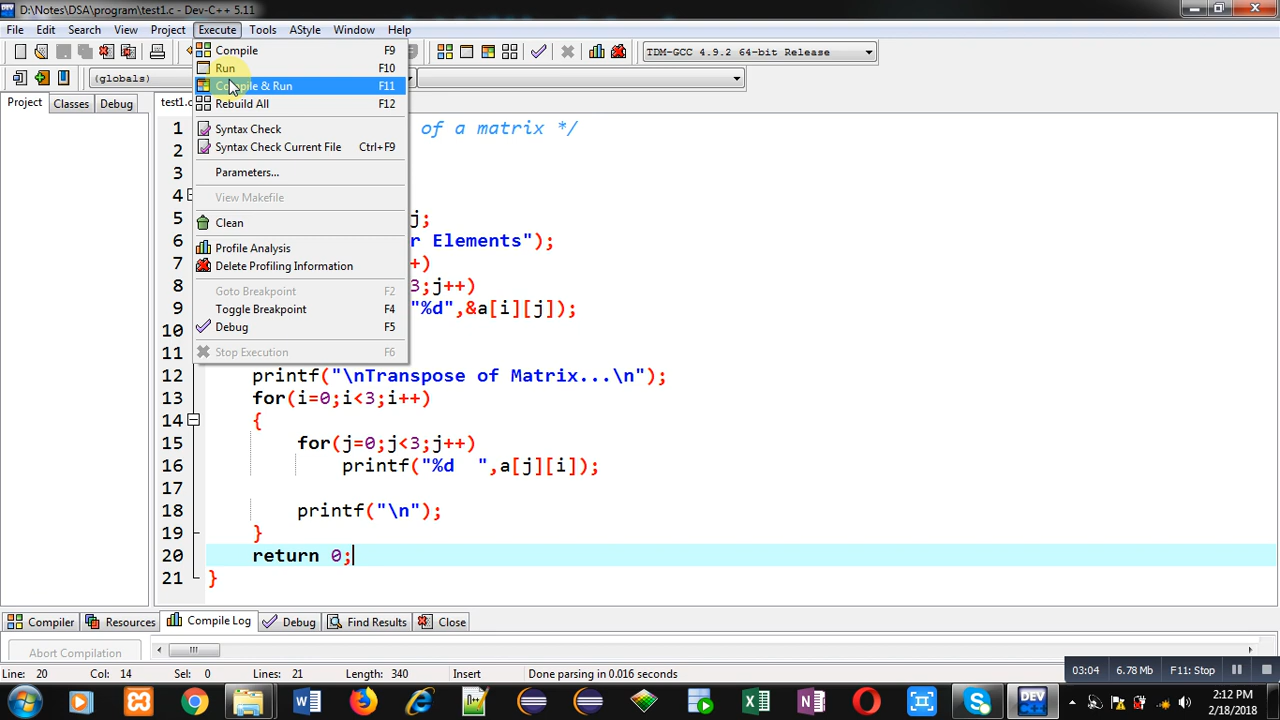 D:\Notes\DSA\program\test1.c - Dev-C++ 5.11
File Edit Search View Project Execute Tools AStyle Window Help
TDM-GCC 4.9.2 64-bit Release
(globals)
Project Classes Debug
test1.c
Compile F9
Run F10
Compile & Run F11
Rebuild All F12
Syntax Check
Syntax Check Current File Ctrl+F9
Parameters...
View Makefile
Clean
Profile Analysis
Delete Profiling Information
Goto Breakpoint F2
Toggle Breakpoint F4
Debug F5
Stop Execution F6
1 of a matrix */
2
3
4
5 j;
6 r Elements");
7 +)
8 3;j++)
9 "%d",&a[i][j]);
10
11
12 printf("\nTranspose of Matrix...\n");
13 for(i=0;i<3;i++)
14 {
15 for(j=0;j<3;j++)
16 printf("%d  ",a[j][i]);
17
18 printf("\n");
19 }
20 return 0;
21 }
Compiler Resources Compile Log Debug Find Results Close
Abort Compilation
Line: 20 Col: 14 Sel: 0 Lines: 21 Length: 340 Insert Done parsing in 0.016 seconds
03:04 6.78 MB F11: Stop
DEV
2:12 PM
2/18/2018